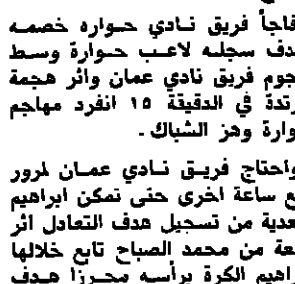 فاجأ فريق نادي حواره خصمه
دف سجله لاعب حوارة وسط
جوم فريق نادي عمان واثر هجمة
رتدة في الدقيقة ١٥ انفرد مهاجم
وارة وهز الشباك .
واحتاج فريق نادي عمان لمرور
ع ساعة اخرى حتى تمكن ابراهيم
عدية من تسجيل هدف التعادل اثر
عة من محمد الصباح تابع خلالها
راهيم الكرة برأسه محرزا هدف